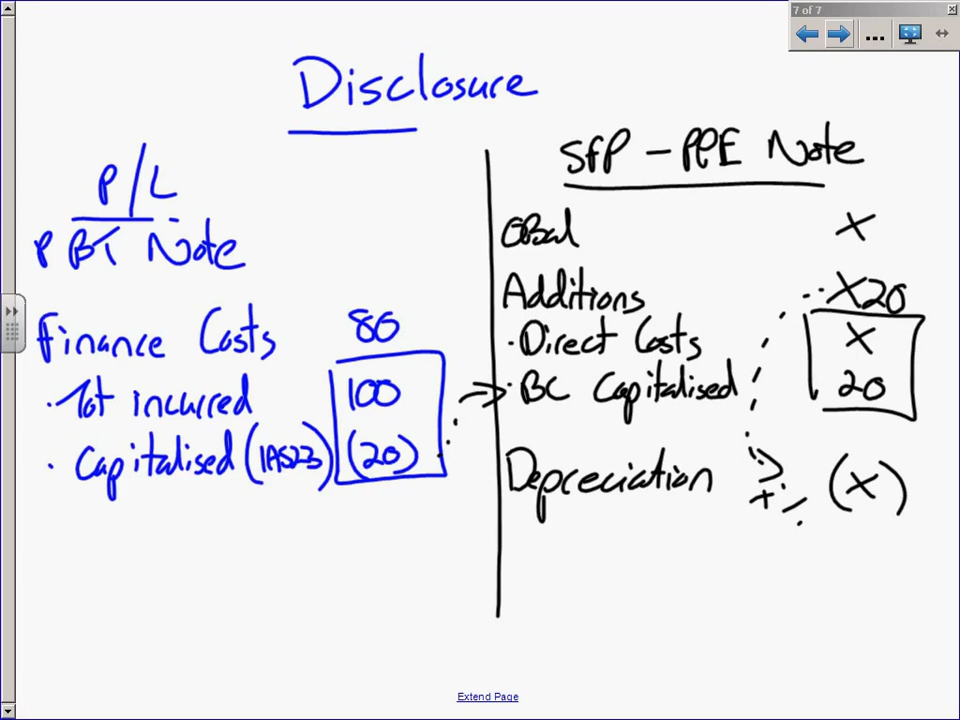 7 of 7
Disclosure
P/L
PBT Note
Finance Costs 80
· Tot incurred 100
· Capitalised (IAS23) (20)
SFP - PPE Note
OBal X
Additions X20
· Direct Costs X
· BC Capitalised 20
Depreciation (X)
Extend Page